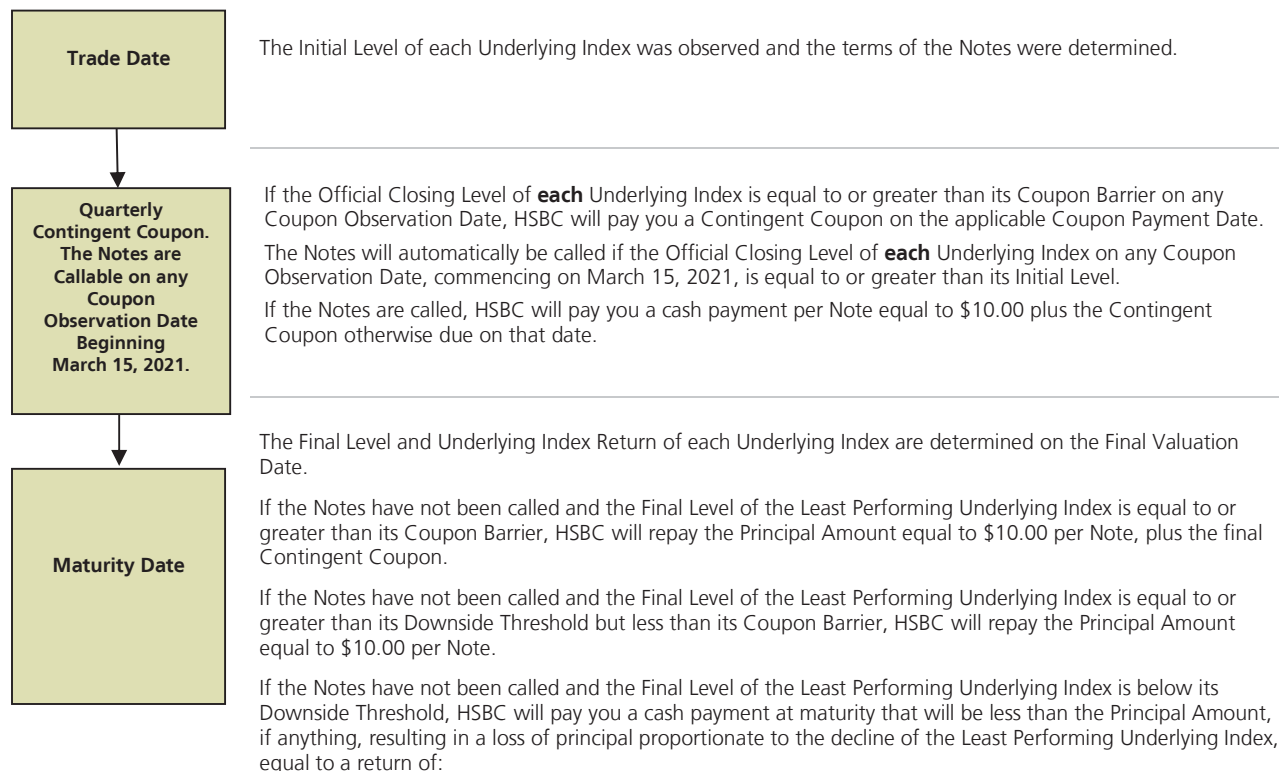 Trade Date
The Initial Level of each Underlying Index was observed and the terms of the Notes were determined.
Quarterly
Contingent Coupon.
The Notes are
Callable on any
Coupon
Observation Date
Beginning
March 15, 2021.
If the Official Closing Level of each Underlying Index is equal to or greater than its Coupon Barrier on any
Coupon Observation Date, HSBC will pay you a Contingent Coupon on the applicable Coupon Payment Date.
The Notes will automatically be called if the Official Closing Level of each Underlying Index on any Coupon
Observation Date, commencing on March 15, 2021, is equal to or greater than its Initial Level.
If the Notes are called, HSBC will pay you a cash payment per Note equal to $10.00 plus the Contingent
Coupon otherwise due on that date.
Maturity Date
The Final Level and Underlying Index Return of each Underlying Index are determined on the Final Valuation
Date.
If the Notes have not been called and the Final Level of the Least Performing Underlying Index is equal to or
greater than its Coupon Barrier, HSBC will repay the Principal Amount equal to $10.00 per Note, plus the final
Contingent Coupon.
If the Notes have not been called and the Final Level of the Least Performing Underlying Index is equal to or
greater than its Downside Threshold but less than its Coupon Barrier, HSBC will repay the Principal Amount
equal to $10.00 per Note.
If the Notes have not been called and the Final Level of the Least Performing Underlying Index is below its
Downside Threshold, HSBC will pay you a cash payment at maturity that will be less than the Principal Amount,
if anything, resulting in a loss of principal proportionate to the decline of the Least Performing Underlying Index,
equal to a return of: